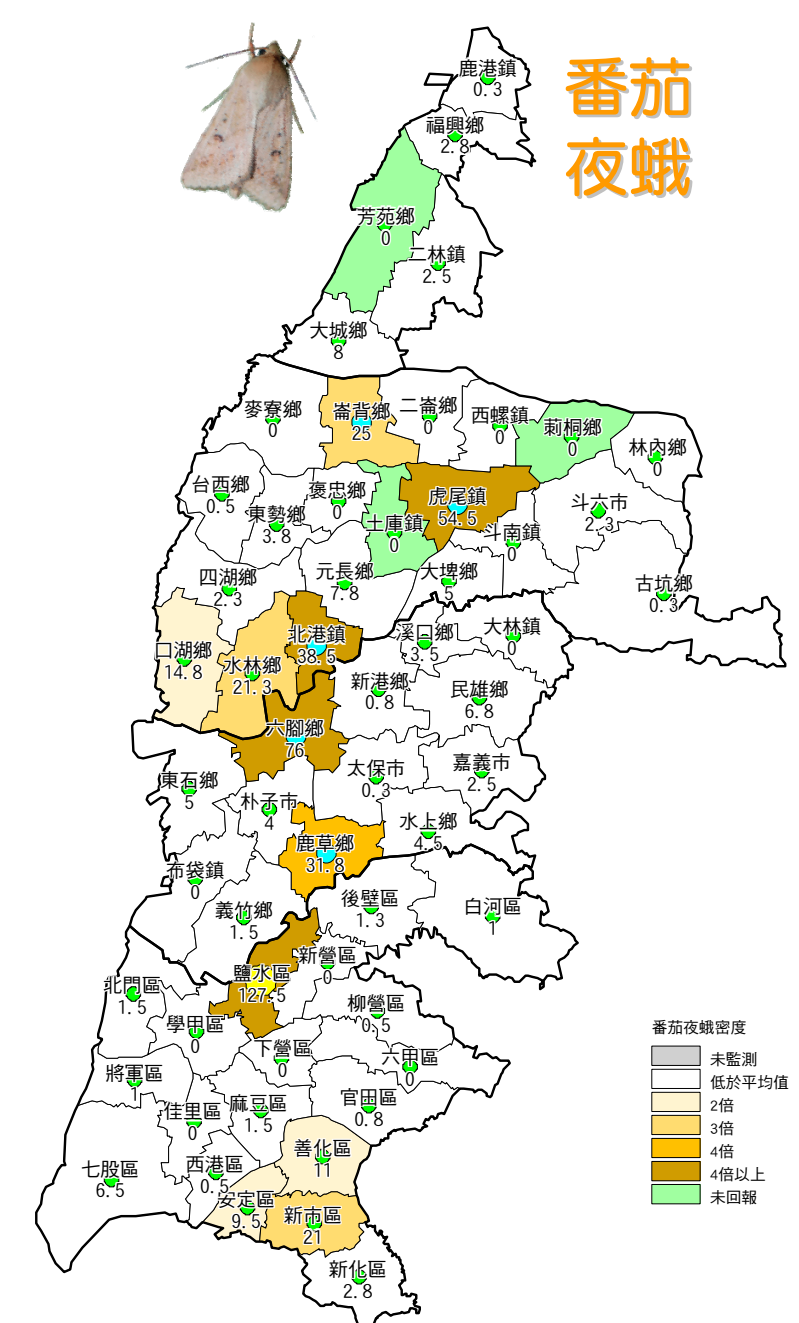 番茄
夜蛾
鹿港鎮
0.3
福興鄉
2.8
芳苑鄉
0
二林鎮
2.5
大城鄉
8
麥寮鄉
0
崙背鄉
25
二崙鄉
0
西螺鎮
0
莿桐鄉
0
林內鄉
0
台西鄉
0.5
東勢鄉
3.8
褒忠鄉
0
土庫鎮
0
虎尾鎮
54.5
斗南鎮
0
斗六市
2.3
四湖鄉
2.3
元長鄉
7.8
大埤鄉
5
古坑鄉
0.3
口湖鄉
14.8
水林鄉
21.3
北港鎮
38.5
溪口鄉
3.5
大林鎮
0
新港鄉
0.8
民雄鄉
6.8
六腳鄉
76
東石鄉
5
朴子市
4
太保市
0.3
嘉義市
2.5
鹿草鄉
31.8
水上鄉
4.5
布袋鎮
0
義竹鄉
1.5
後壁區
1.3
白河區
1
鹽水區
127.5
新營區
0
北門區
1.5
學甲區
0
柳營區
0.5
下營區
0
六甲區
0
將軍區
1
佳里區
0
麻豆區
1.5
官田區
0.8
七股區
6.5
西港區
0.5
善化區
11
安定區
9.5
新市區
21
新化區
2.8
番茄夜蛾密度
未監測
低於平均值
2倍
3倍
4倍
4倍以上
未回報